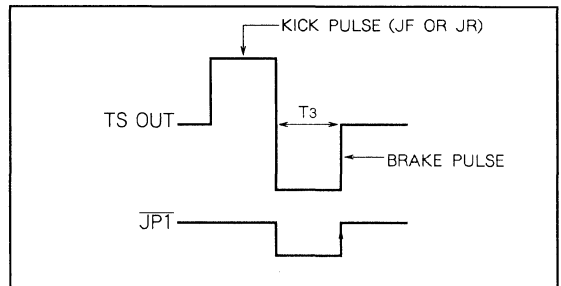 KICK PULSE (JF OR JR)
TS OUT
T3
BRAKE PULSE
JP1